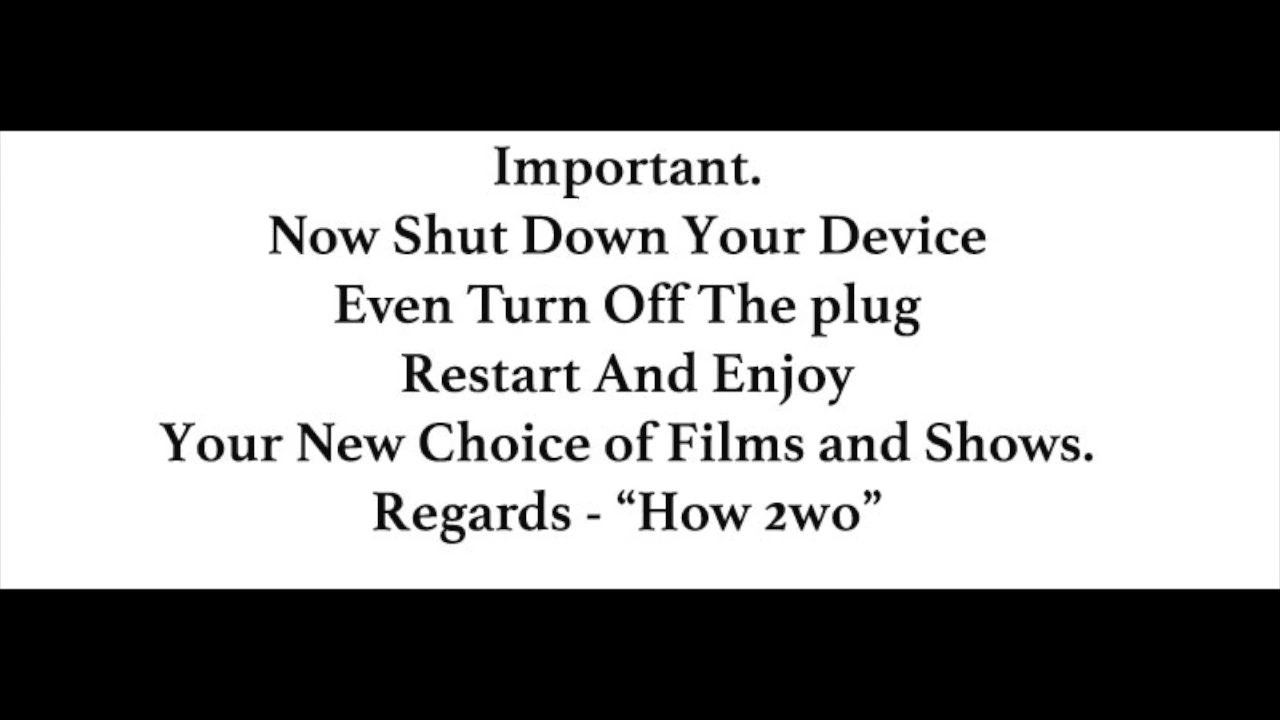 Important.
Now Shut Down Your Device
Even Turn Off The plug
Restart And Enjoy
Your New Choice of Films and Shows.
Regards - “How 2wo”